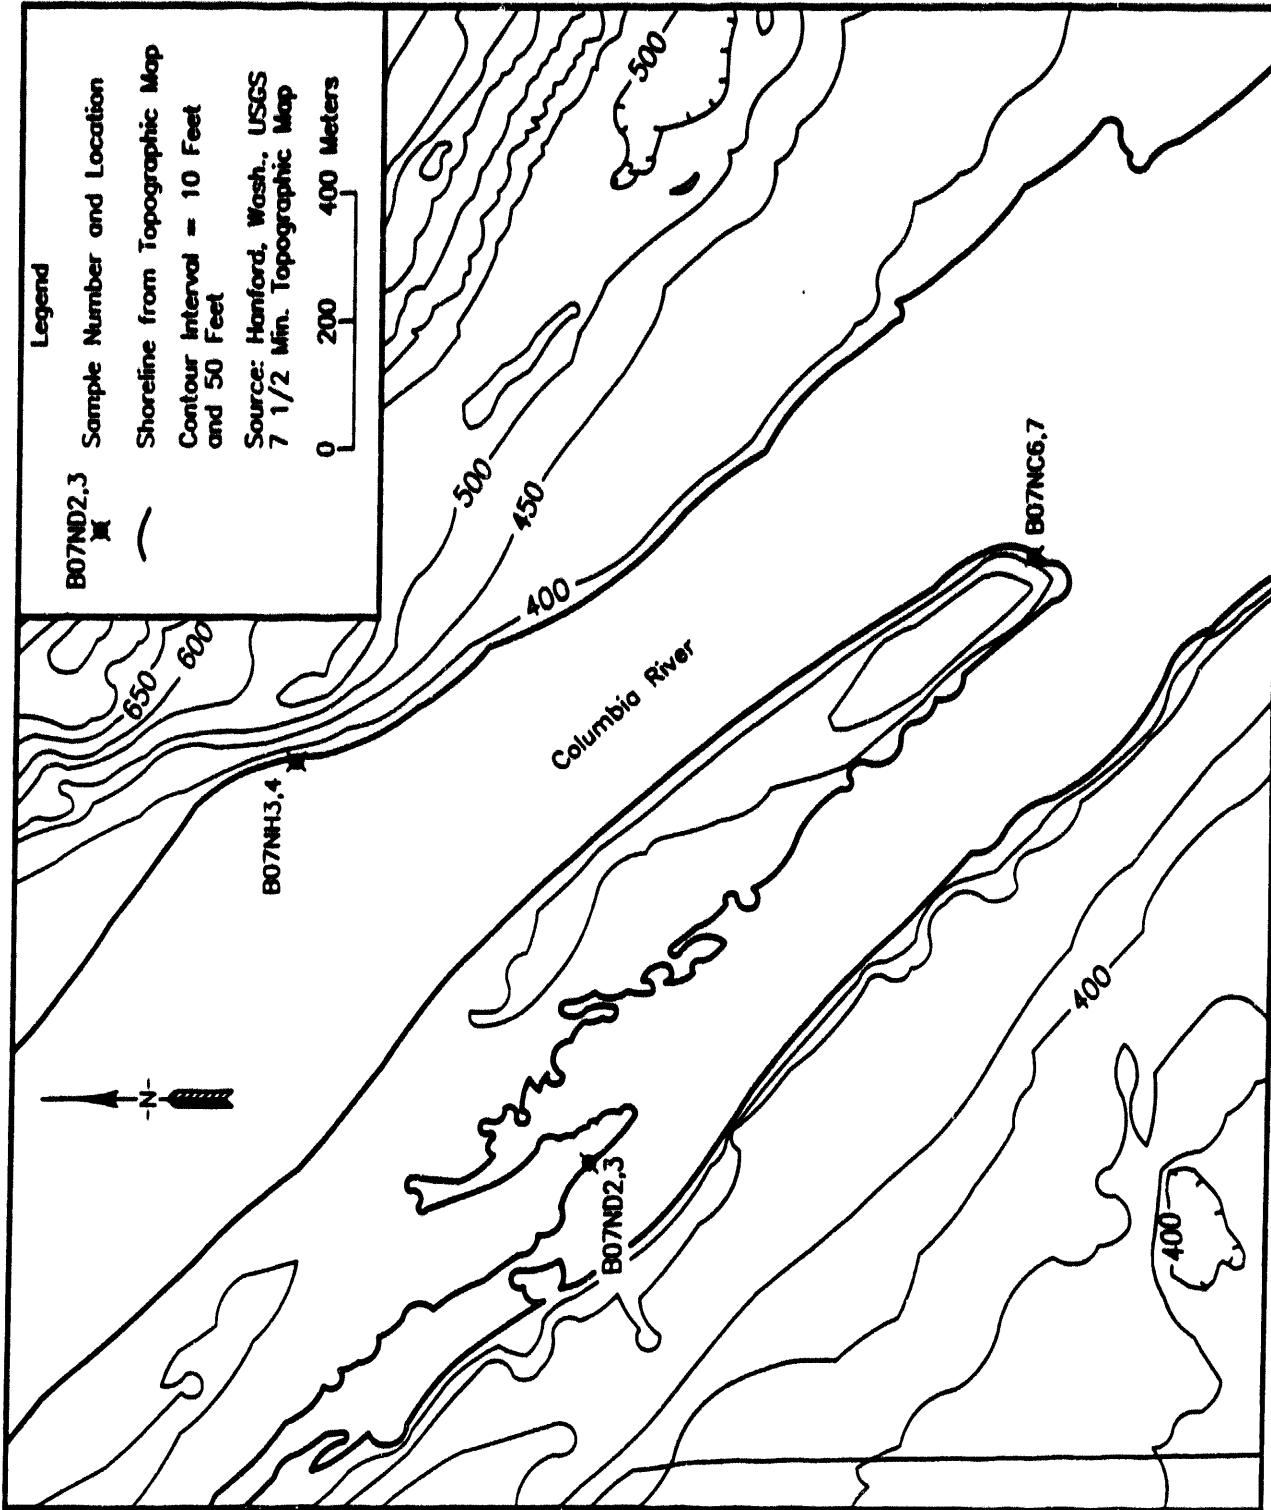 Legend
B07ND2,3
Sample Number and Location
Shoreline from Topographic Map
Contour Interval = 10 Feet
and 50 Feet
Source: Hanford, Wash., USGS
7 1/2 Min. Topographic Map
0 200 400 Meters
650
600
500
500
450
400
B07NH3,4
Columbia River
-N-
B07NC6,7
B07ND2,3
400
400